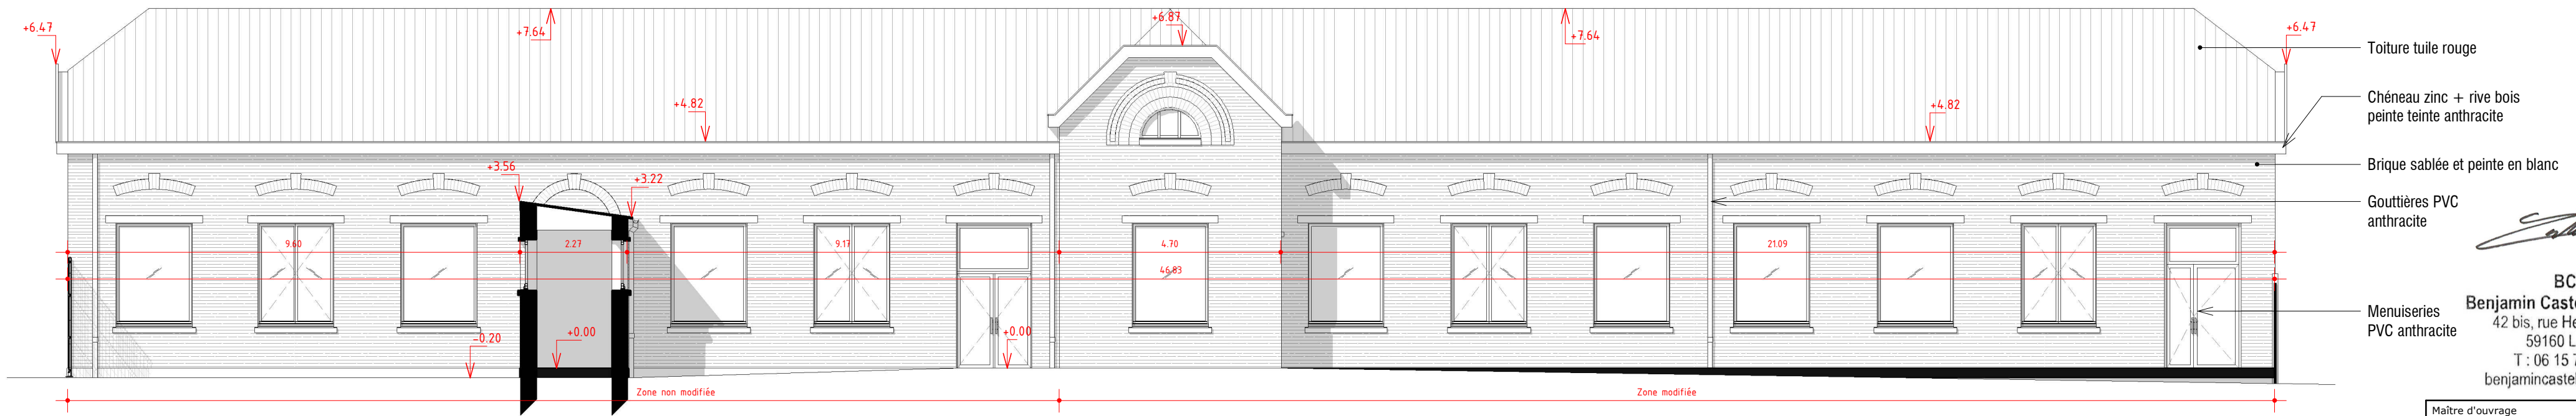 +6.47
+7.64
+6.87
+7.64
+6.47
Toiture tuile rouge
+4.82
+4.82
Chéneau zinc + rive bois
peinte teinte anthracite
Brique sablée et peinte en blanc
+3.56
+3.22
Gouttières PVC
anthracite
9.60
2.27
9.17
4.70
21.09
46.83
-0.20
+0.00
+0.00
Menuiseries
PVC anthracite
BC
Benjamin Caste
42 bis, rue He
59160 L
T : 06 15 7
benjamincastel
Zone non modifiée
Zone modifiée
Maître d'ouvrage